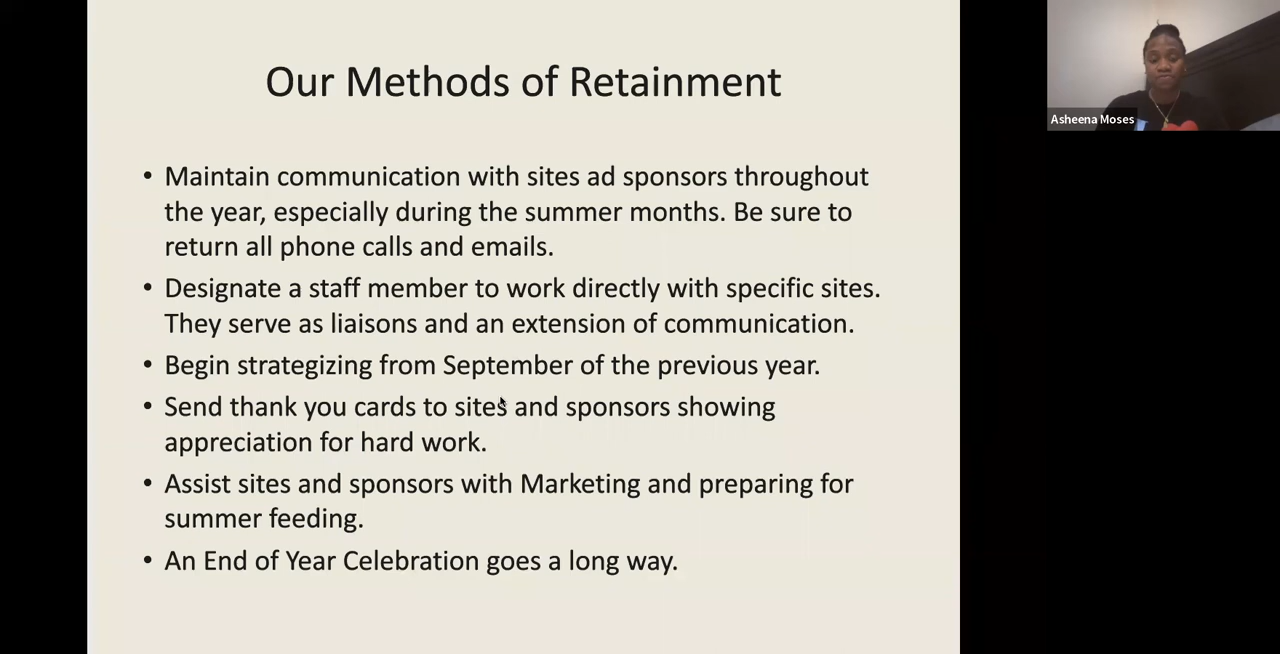 Our Methods of Retainment
• Maintain communication with sites ad sponsors throughout
the year, especially during the summer months. Be sure to
return all phone calls and emails.
• Designate a staff member to work directly with specific sites.
They serve as liaisons and an extension of communication.
• Begin strategizing from September of the previous year.
• Send thank you cards to sites and sponsors showing
appreciation for hard work.
• Assist sites and sponsors with Marketing and preparing for
summer feeding.
• An End of Year Celebration goes a long way.
Asheena Moses